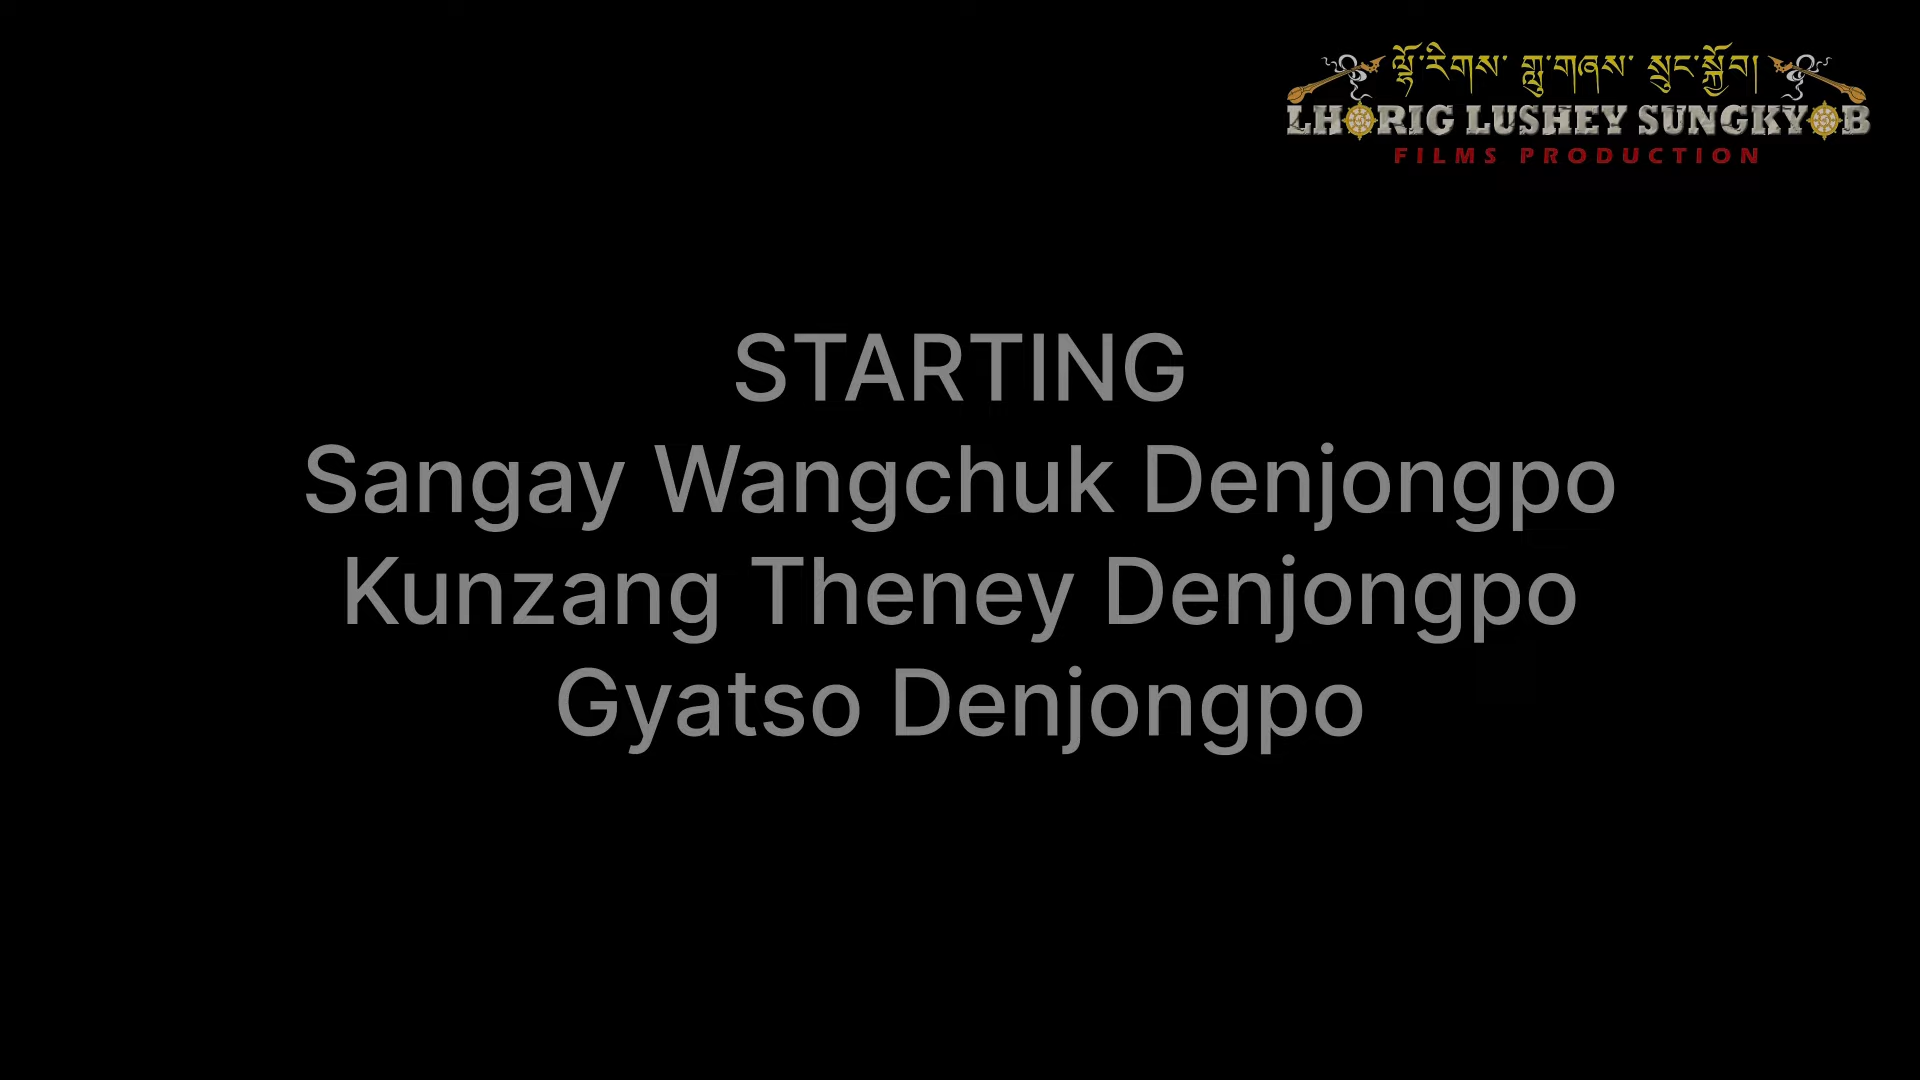 ལྷོ་རིགས་ གླུ་གཞས་ སྲུང་སྐྱོབ།
LHORIG LUSHEY SUNGKYOB
FILMS PRODUCTION
STARTING
Sangay Wangchuk Denjongpo
Kunzang Theney Denjongpo
Gyatso Denjongpo